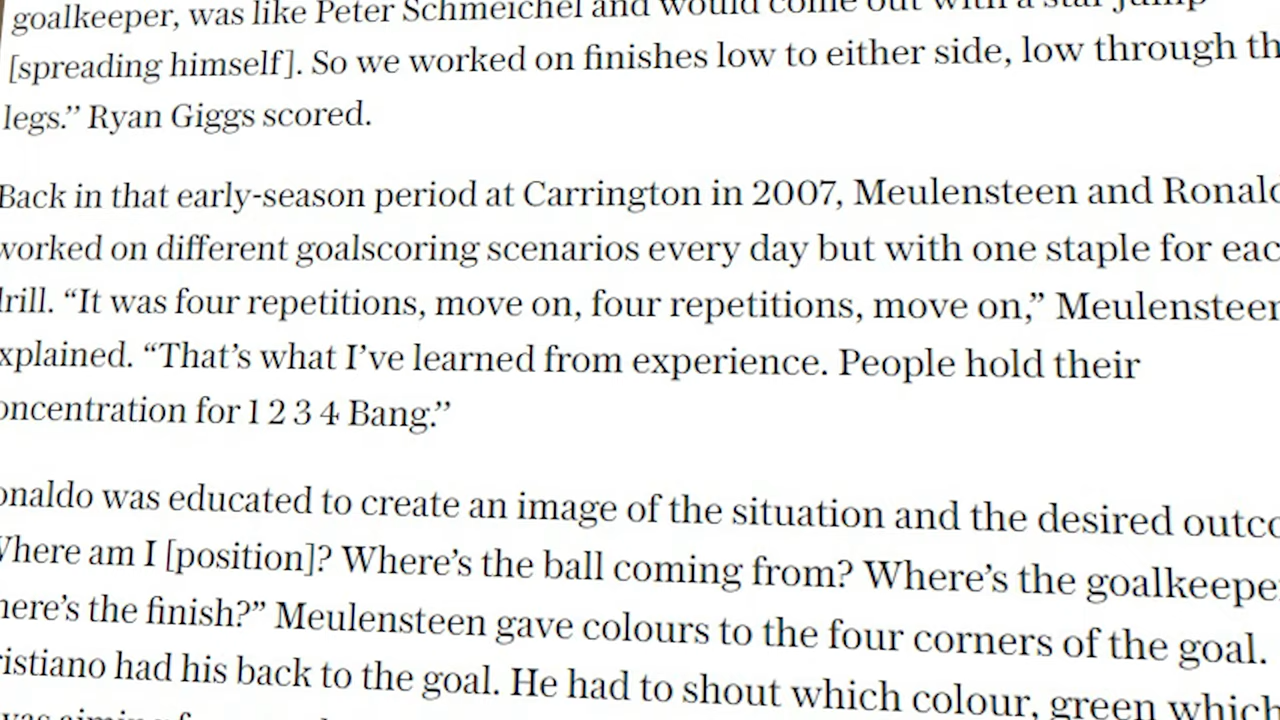 goalkeeper, was like Peter Schmeichel and would come out with a star jump
[spreading himself]. So we worked on finishes low to either side, low through th
legs.” Ryan Giggs scored.
Back in that early-season period at Carrington in 2007, Meulensteen and Ronald
worked on different goalscoring scenarios every day but with one staple for eac
drill. “It was four repetitions, move on, four repetitions, move on,” Meulensteen
xplained. “That’s what I’ve learned from experience. People hold their
oncentration for 1 2 3 4 Bang.”
onaldo was educated to create an image of the situation and the desired outco
Where am I [position]? Where’s the ball coming from? Where’s the goalkeeper
here’s the finish?” Meulensteen gave colours to the four corners of the goal.
ristiano had his back to the goal. He had to shout which colour, green which